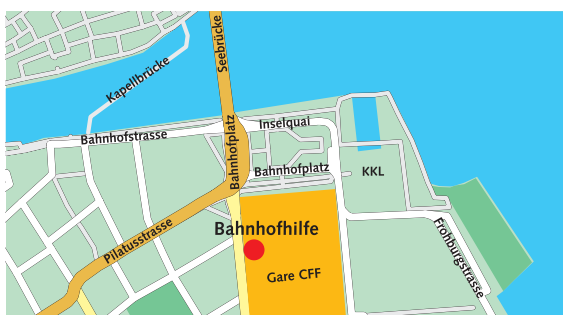 Seebrücke
Kapellbrücke
Bahnhofstrasse
Inselquai
Bahnhofplatz
Bahnhofplatz
KKL
Pilatusstrasse
Bahnhofhilfe
Frohburgstrasse
Gare CFF